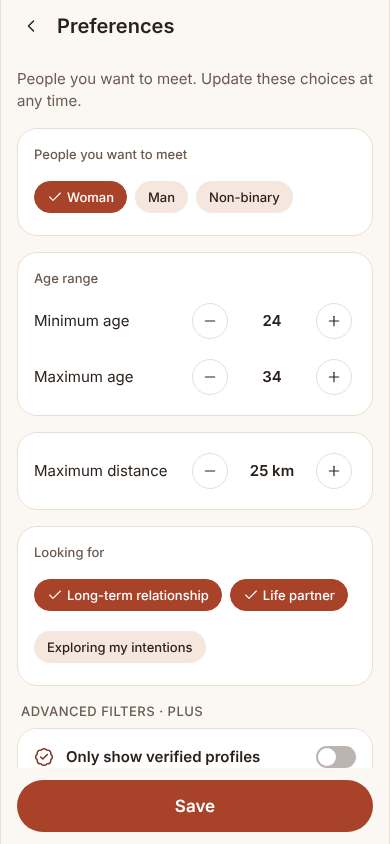 Preferences
People you want to meet. Update these choices at
any time.
People you want to meet
Woman Man Non-binary
Age range
Minimum age − 24 +
Maximum age − 34 +
Maximum distance − 25 km +
Looking for
Long-term relationship Life partner
Exploring my intentions
ADVANCED FILTERS · PLUS
Only show verified profiles
Save